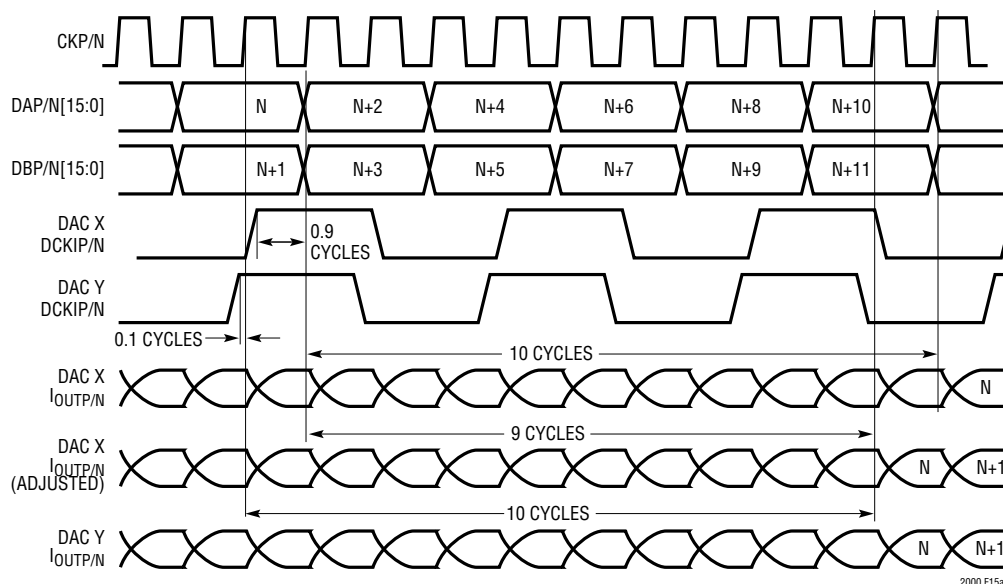 CKP/N
DAP/N[15:0] N N+2 N+4 N+6 N+8 N+10
DBP/N[15:0] N+1 N+3 N+5 N+7 N+9 N+11
DAC X
DCKIP/N
0.9
CYCLES
DAC Y
DCKIP/N
0.1 CYCLES
10 CYCLES
DAC X
IOUTP/N
N
9 CYCLES
DAC X
IOUTP/N
(ADJUSTED)
N N+1
10 CYCLES
DAC Y
IOUTP/N
N N+1
2000 F15a